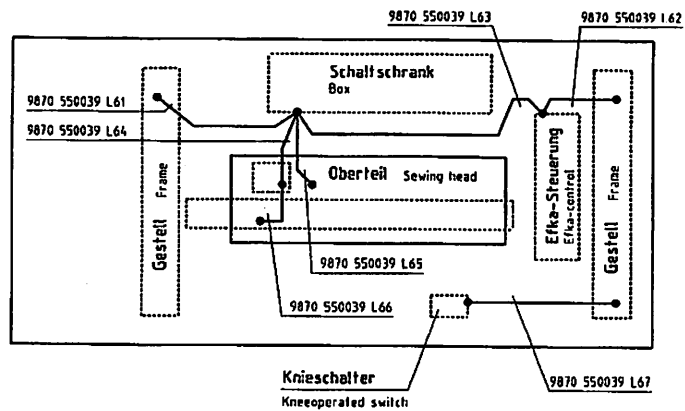 9870 550039 L63
9870 550039 L62
Schaltschrank
Box
9870 550039 L61
9870 550039 L64
Oberteil Sewing head
Gestell Frame
Efka-Steuerung
Efka-control
Gestell Frame
9870 550039 L65
9870 550039 L66
Knieschalter
Kneeoperated switch
9870 550039 L67